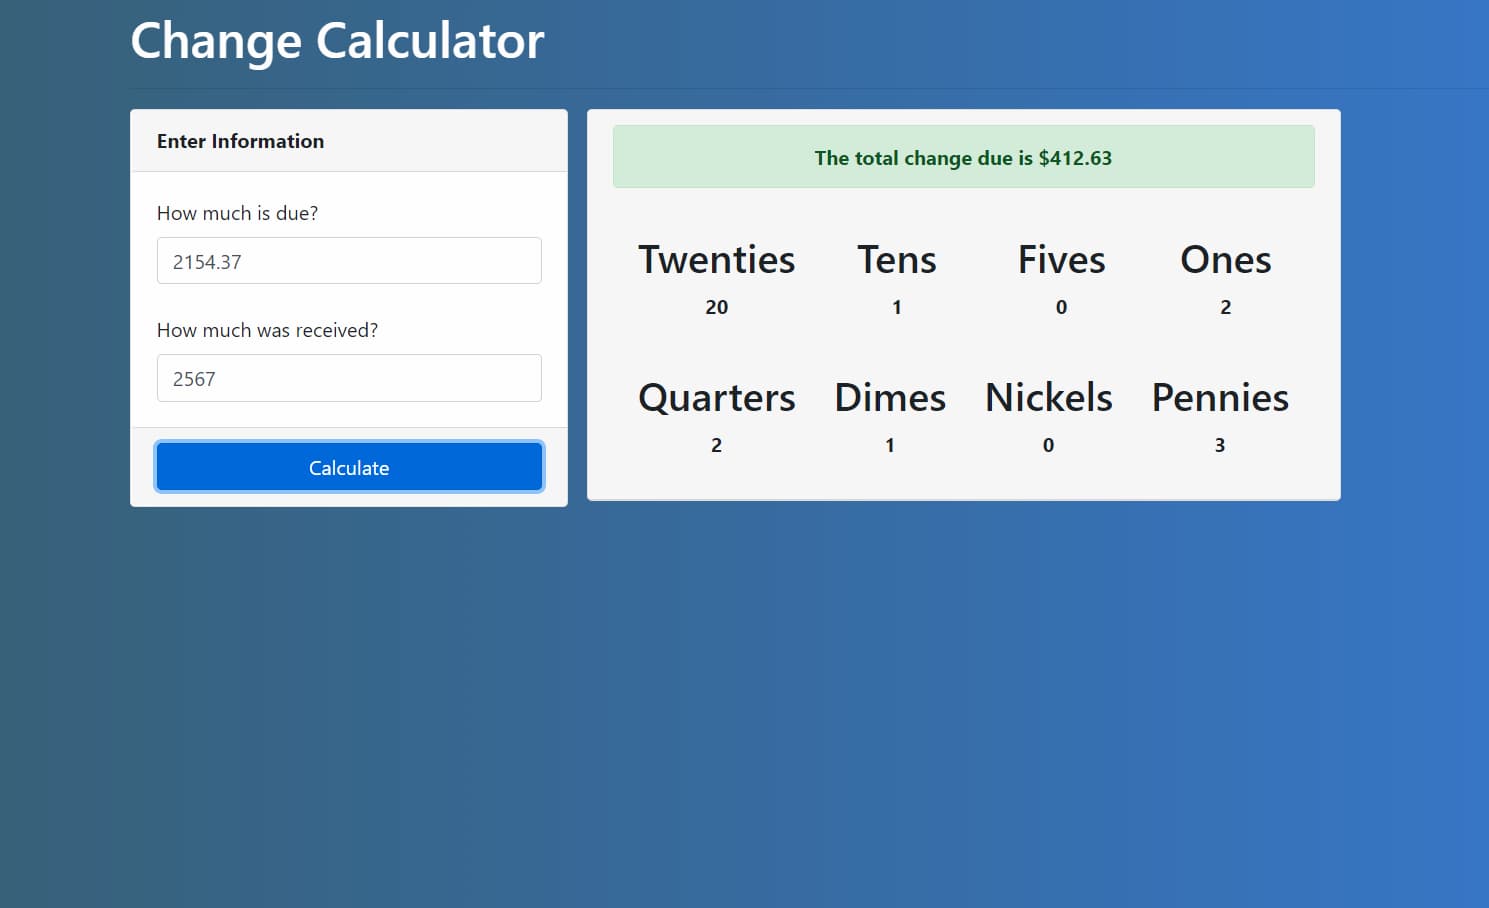 Change Calculator
Enter Information
How much is due?
2154.37
How much was received?
2567
Calculate
The total change due is $412.63
Twenties Tens Fives Ones
20 1 0 2
Quarters Dimes Nickels Pennies
2 1 0 3